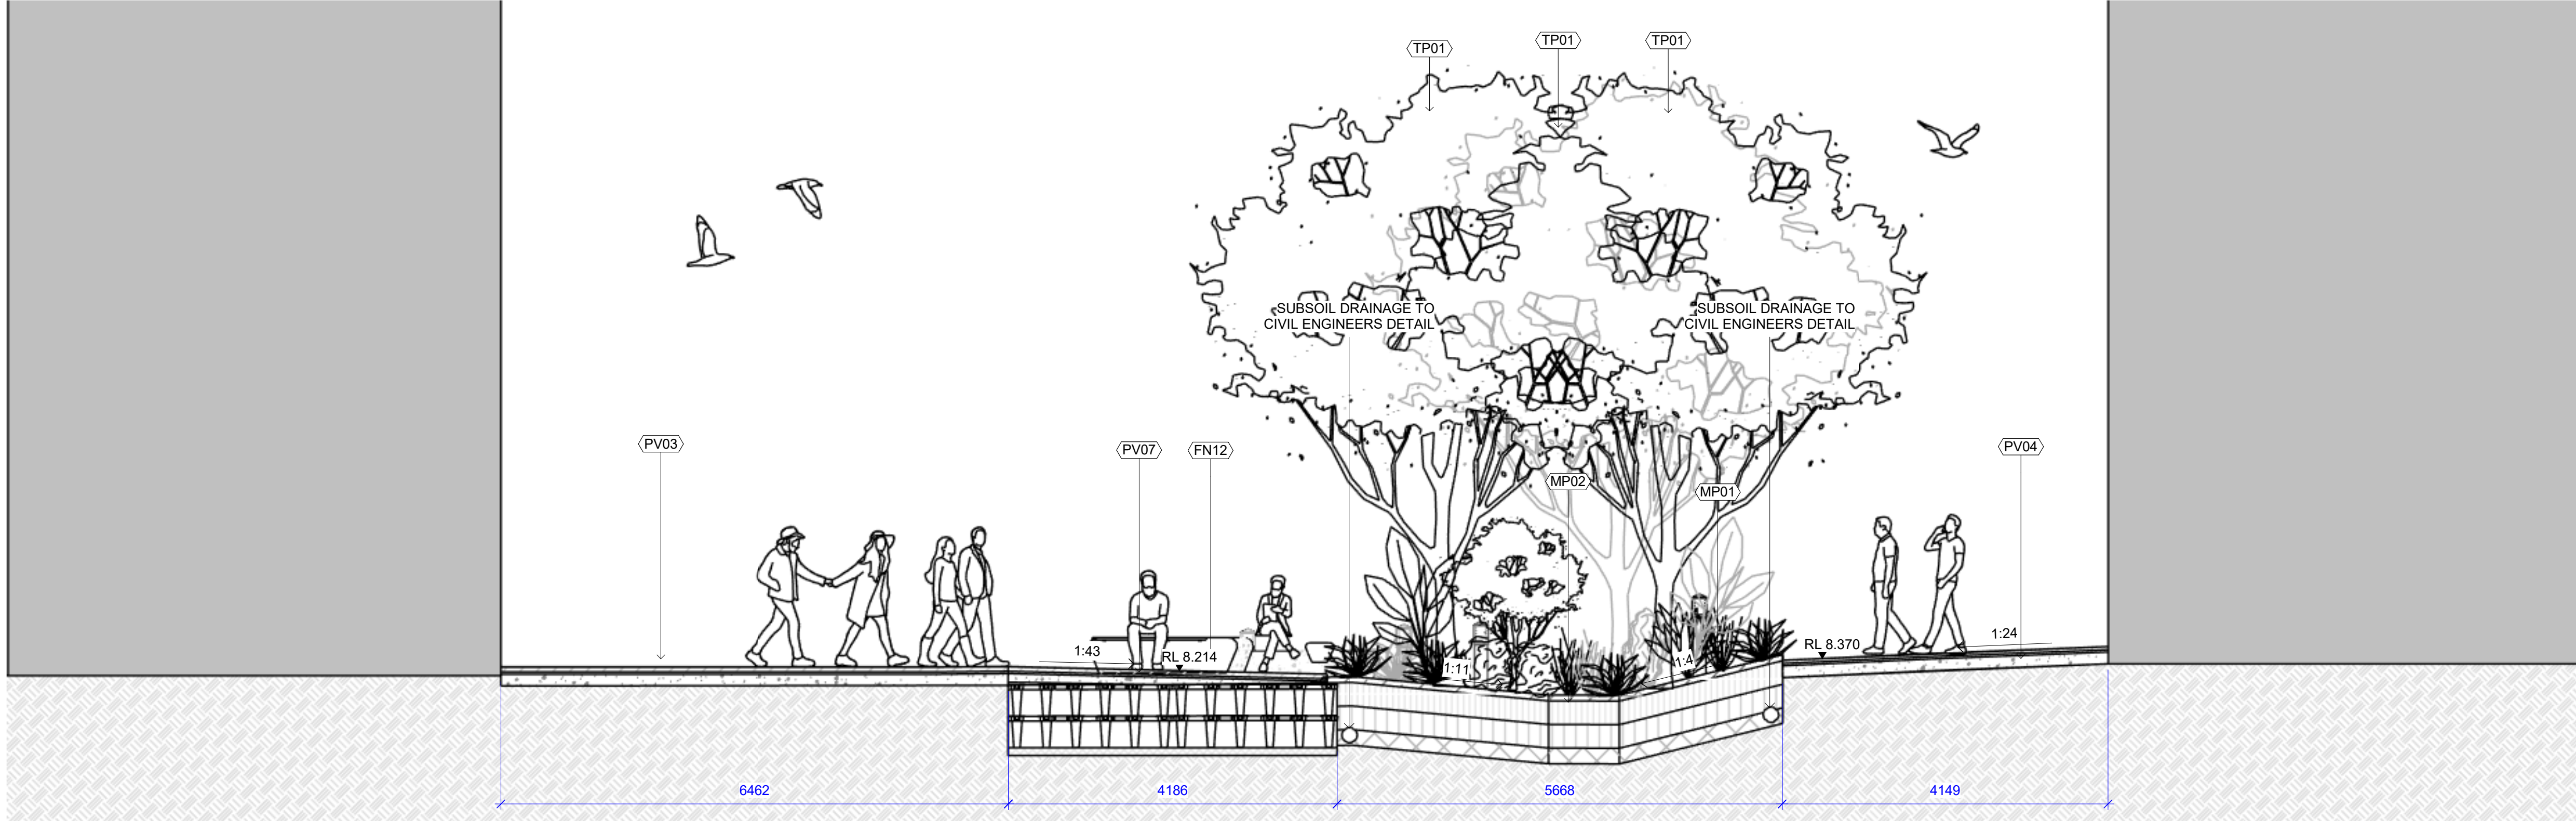 TP01
TP01
TP01
SUBSOIL DRAINAGE TO
CIVIL ENGINEERS DETAIL
SUBSOIL DRAINAGE TO
CIVIL ENGINEERS DETAIL
PV03
PV07
FN12
PV04
MP02
MP01
1:43
RL 8.214
1:11
1:4
RL 8.370
1:24
6462
4186
5668
4149